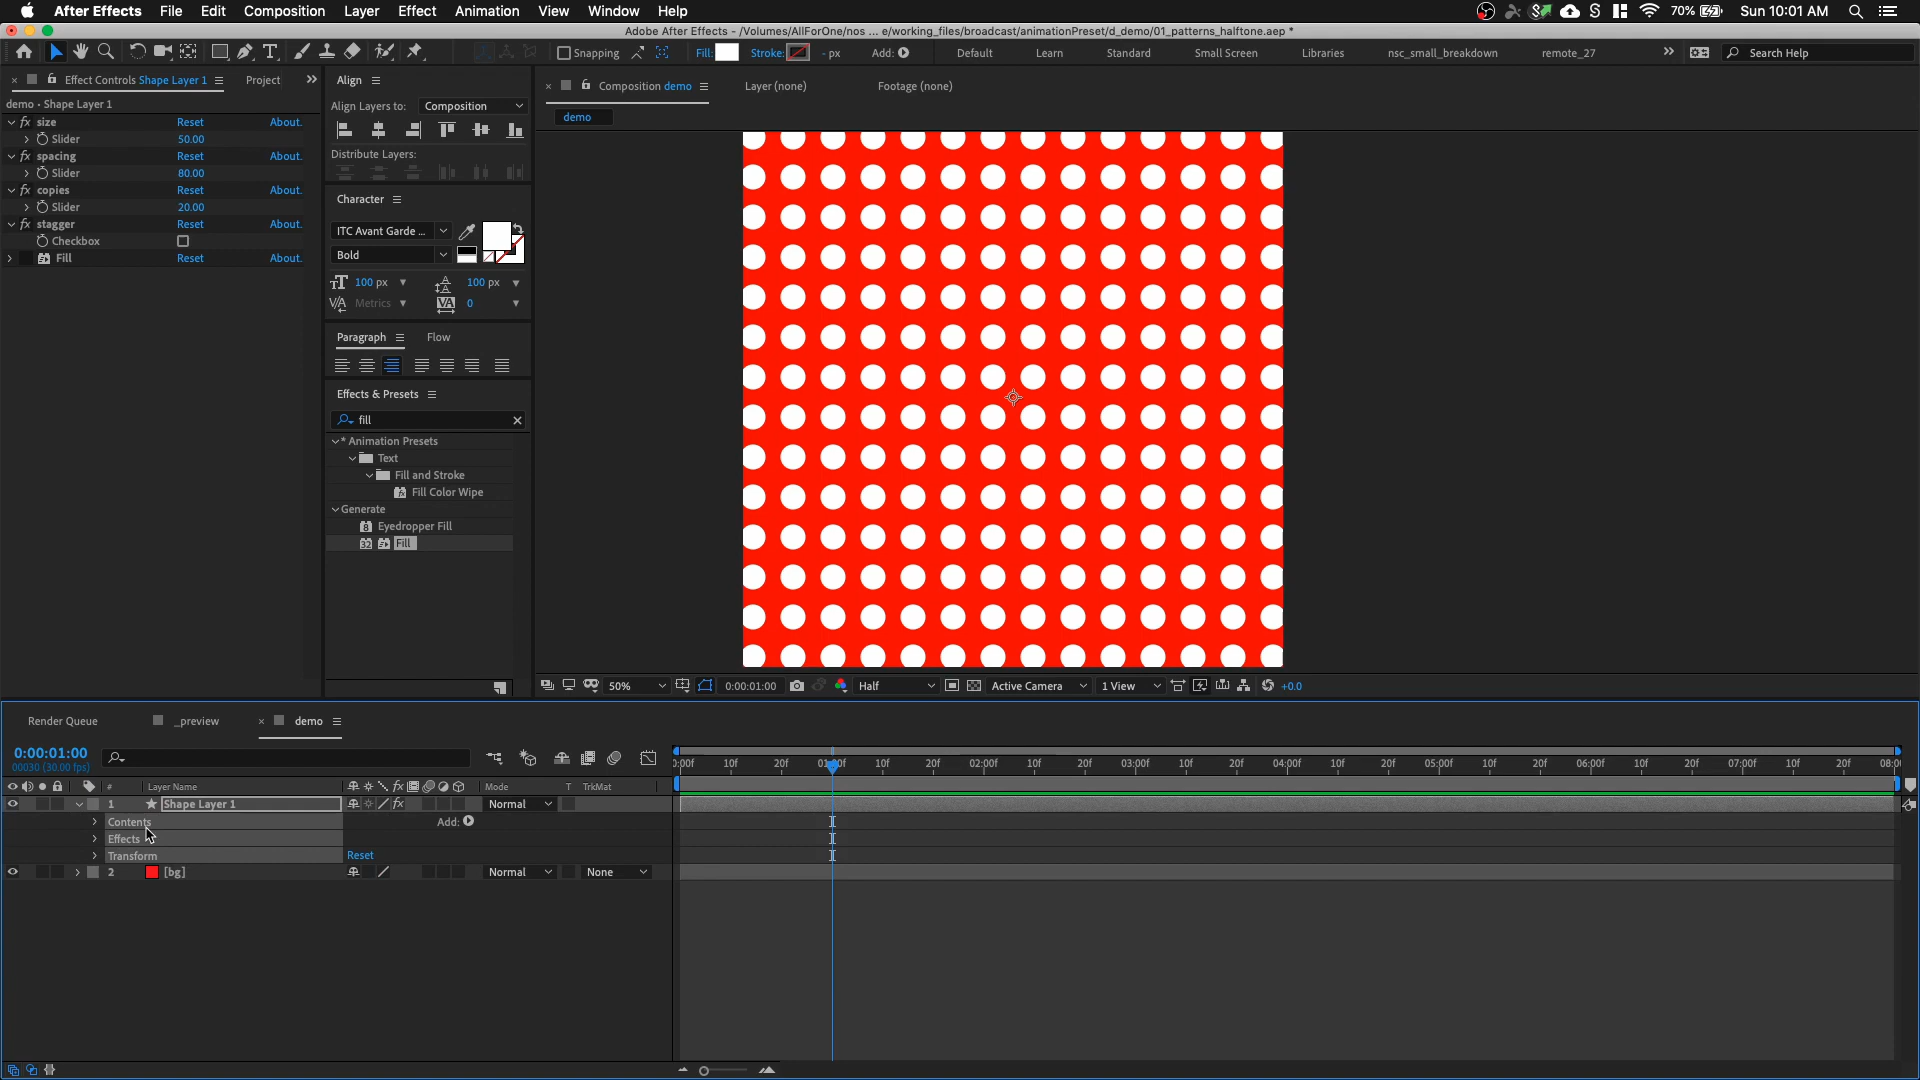 After Effects File Edit Composition Layer Effect Animation View Window Help 70% Sun 10:01 AM
Adobe After Effects - /Volumes/AllForOne/nos ... e/working_files/broadcast/animationPreset/d_demo/01_patterns_halftone.aep *
Snapping Fill: Stroke: - px Add: Default Learn Standard Small Screen Libraries nsc_small_breakdown remote_27 Search Help
Effect Controls Shape Layer 1 Project
demo • Shape Layer 1
fx size Reset About.
Slider 50.00
fx spacing Reset About.
Slider 80.00
fx copies Reset About.
Slider 20.00
fx stagger Reset About.
Checkbox
Fill Reset About.
Align
Align Layers to: Composition
Distribute Layers:
Character
ITC Avant Garde ...
Bold
100 px 100 px
Metrics 0
Paragraph Flow
Effects & Presets
fill
* Animation Presets
Text
Fill and Stroke
Fill Color Wipe
Generate
8 Eyedropper Fill
32 Fill
Composition demo Layer (none) Footage (none)
demo
50% 0:00:01:00 Half Active Camera 1 View +0.0
Render Queue _preview demo
0:00:01:00
00030 (30.00 fps)
0:00f 10f 20f 01:00f 10f 20f 02:00f 10f 20f 03:00f 10f 20f 04:00f 10f 20f 05:00f 10f 20f 06:00f 10f 20f 07:00f 10f 20f 08:0
# Layer Name fx Mode T TrkMat
1 Shape Layer 1 fx Normal
Contents Add:
Effects
Transform Reset
2 [bg] Normal None